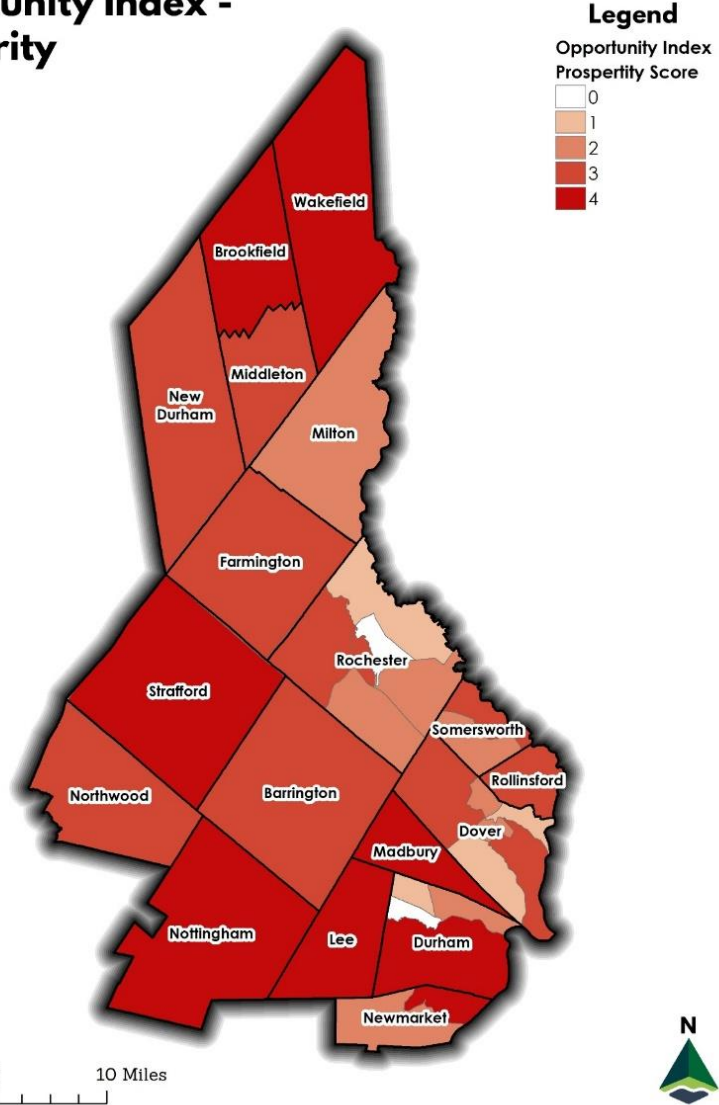 unity Index -
rity
Legend
Opportunity Index
Prospertity Score
0
1
2
3
4
Wakefield
Brookfield
Middleton
New
Durham
Milton
Farmington
Rochester
Strafford
Somersworth
Rollinsford
Northwood
Barrington
Dover
Madbury
Nottingham
Lee
Durham
Newmarket
N
10 Miles